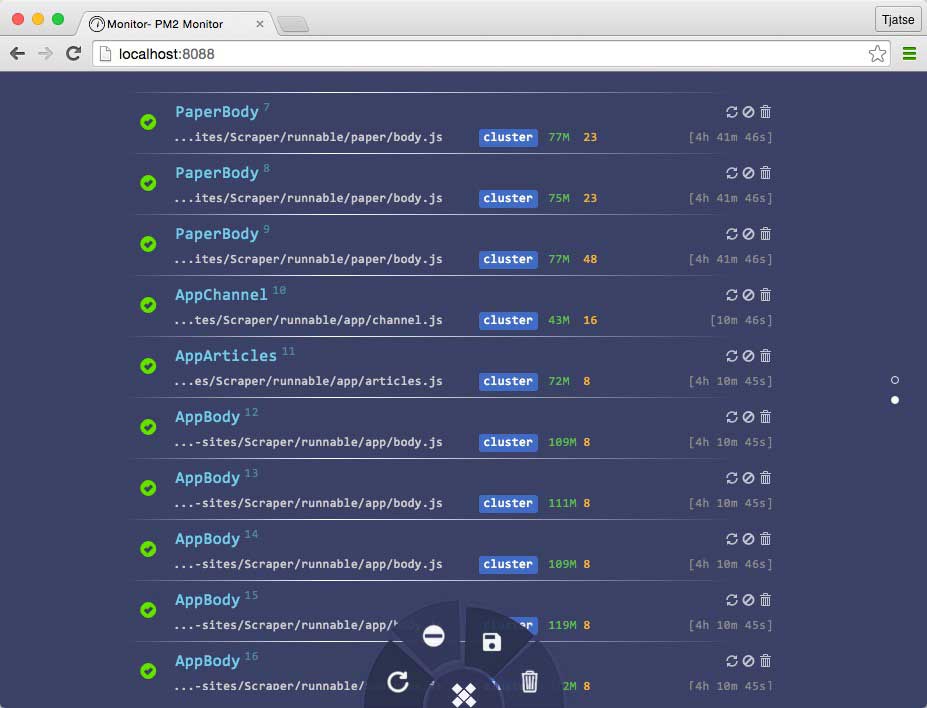 Monitor- PM2 Monitor
Tjatse
localhost:8088
PaperBody 7
...ites/Scraper/runnable/paper/body.js cluster 77M 23 [4h 41m 46s]
PaperBody 8
...ites/Scraper/runnable/paper/body.js cluster 75M 23 [4h 41m 46s]
PaperBody 9
...ites/Scraper/runnable/paper/body.js cluster 77M 48 [4h 41m 46s]
AppChannel 10
...tes/Scraper/runnable/app/channel.js cluster 43M 16 [10m 46s]
AppArticles 11
...es/Scraper/runnable/app/articles.js cluster 72M 8 [4h 10m 45s]
AppBody 12
...-sites/Scraper/runnable/app/body.js cluster 109M 8 [4h 10m 45s]
AppBody 13
...-sites/Scraper/runnable/app/body.js cluster 111M 8 [4h 10m 45s]
AppBody 14
...-sites/Scraper/runnable/app/body.js cluster 109M 8 [4h 10m 46s]
AppBody 15
...-sites/Scraper/runnable/app/ 119M 8 [4h 10m 45s]
AppBody 16
...-sites/Scraper/runnable/ 8 [4h 10m 45s]